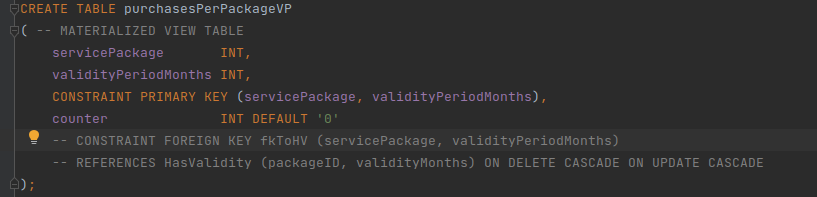 CREATE TABLE purchasesPerPackageVP
( -- MATERIALIZED VIEW TABLE
    servicePackage       INT,
    validityPeriodMonths INT,
    CONSTRAINT PRIMARY KEY (servicePackage, validityPeriodMonths),
    counter              INT DEFAULT '0'
    -- CONSTRAINT FOREIGN KEY fkToHV (servicePackage, validityPeriodMonths)
    -- REFERENCES HasValidity (packageID, validityMonths) ON DELETE CASCADE ON UPDATE CASCADE
);